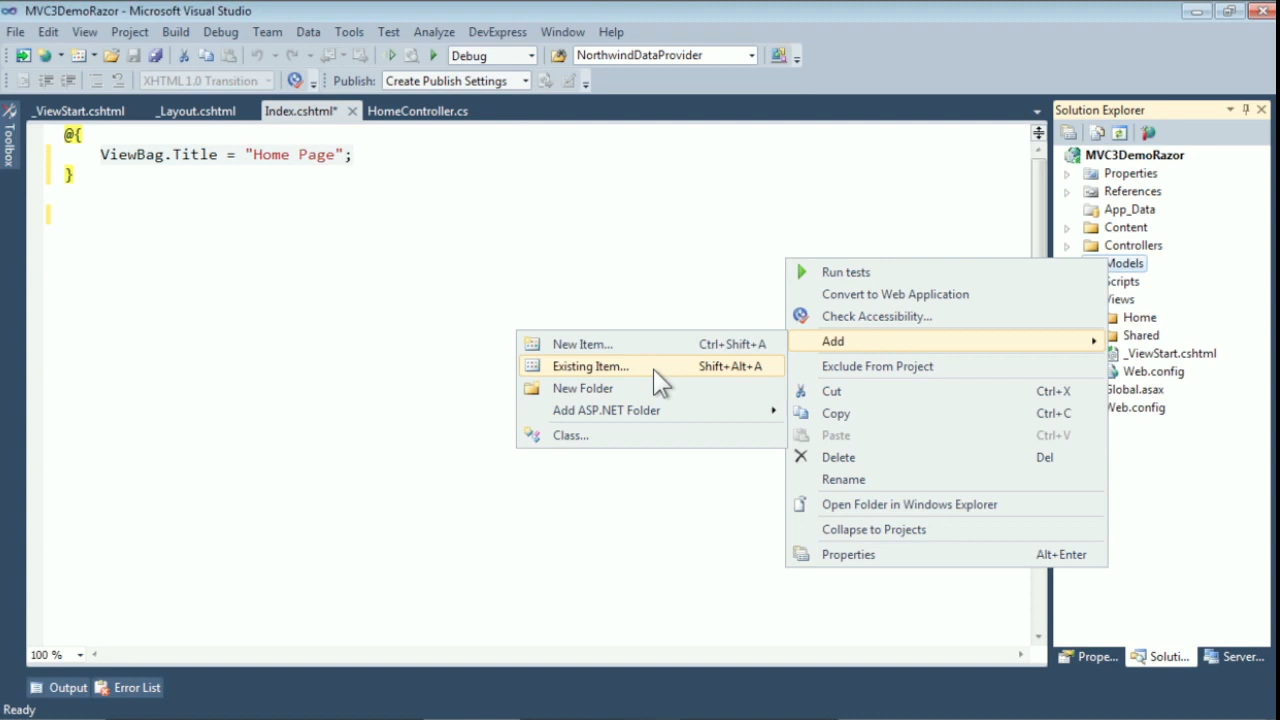 MVC3DemoRazor - Microsoft Visual Studio
File Edit View Project Build Debug Team Data Tools Test Analyze DevExpress Window Help
Debug NorthwindDataProvider
XHTML 1.0 Transition Publish: Create Publish Settings
_ViewStart.cshtml _Layout.cshtml Index.cshtml* HomeController.cs
Toolbox
@{
ViewBag.Title = "Home Page";
}
Solution Explorer
MVC3DemoRazor
Properties
References
App_Data
Content
Controllers
Models
Scripts
Views
Home
Shared
_ViewStart.cshtml
Web.config
Global.asax
Web.config
Run tests
Convert to Web Application
Check Accessibility...
Add
Exclude From Project
Cut Ctrl+X
Copy Ctrl+C
Paste Ctrl+V
Delete Del
Rename
Open Folder in Windows Explorer
Collapse to Projects
Properties Alt+Enter
New Item... Ctrl+Shift+A
Existing Item... Shift+Alt+A
New Folder
Add ASP.NET Folder
Class...
100 %
Prope... Soluti... Server...
Output Error List
Ready